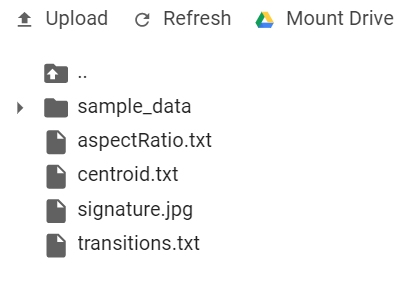 Upload Refresh Mount Drive
..
sample_data
aspectRatio.txt
centroid.txt
signature.jpg
transitions.txt